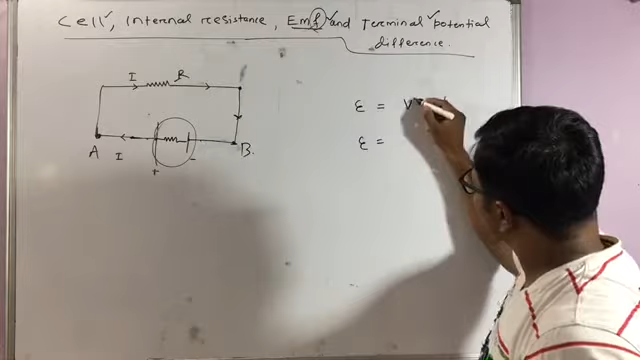 Cell, Internal resistance, Emf and Terminal potential
difference.
I R
ε = V
ε =
A I B.
+ -